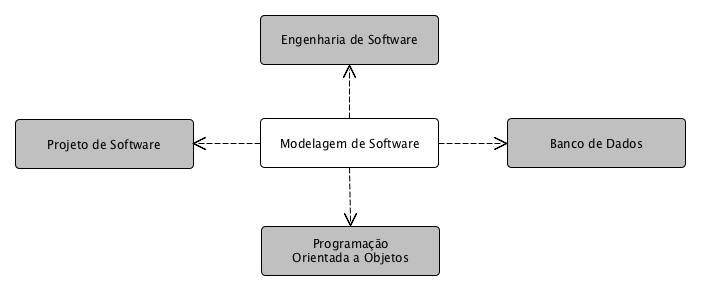 Engenharia de Software
Projeto de Software
Modelagem de Software
Banco de Dados
Programação
Orientada a Objetos